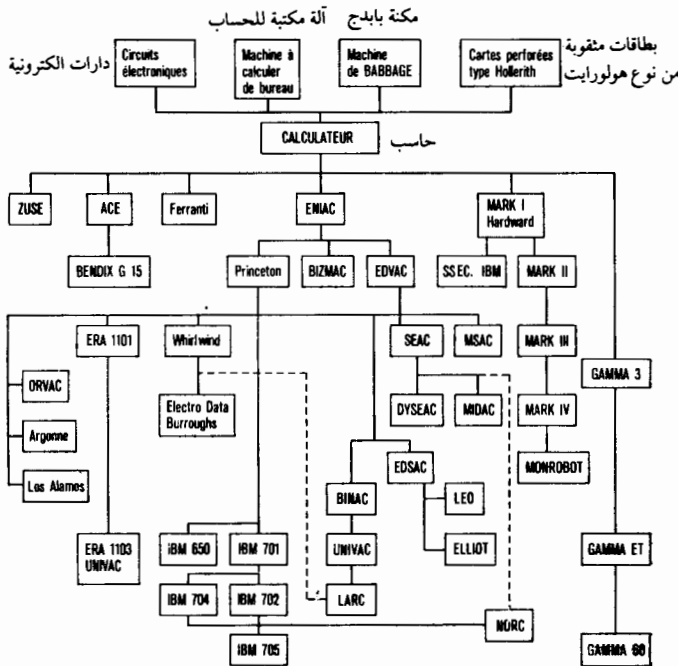 مكنة بابدج
آلة مكتبة للحساب
بطاقات مثقوبة
من نوع هولورايت
دارات الكترونية
Circuits
électroniques
Machine à
calculer
de bureau
Machine
de BABBAGE
Cartes perforées
type Hollerith
CALCULATEUR
حاسب
ZUSE
ACE
Ferranti
ENIAC
MARK I
Hardward
BENDIX G 15
Princeton
BIZMAC
EDVAC
SSEC. IBM
MARK II
ERA 1101
Whirlwind
SEAC
MSAC
MARK III
GAMMA 3
ORVAC
Electro Data
Burroughs
DYSEAC
MIDAC
MARK IV
Argonne
EDSAC
MONROBOT
Los Alamos
BINAC
LEO
ERA 1103
UNIVAC
IBM 650
IBM 701
UNIVAC
ELLIOT
GAMMA ET
IBM 704
IBM 702
LARC
NORC
IBM 705
GAMMA 60